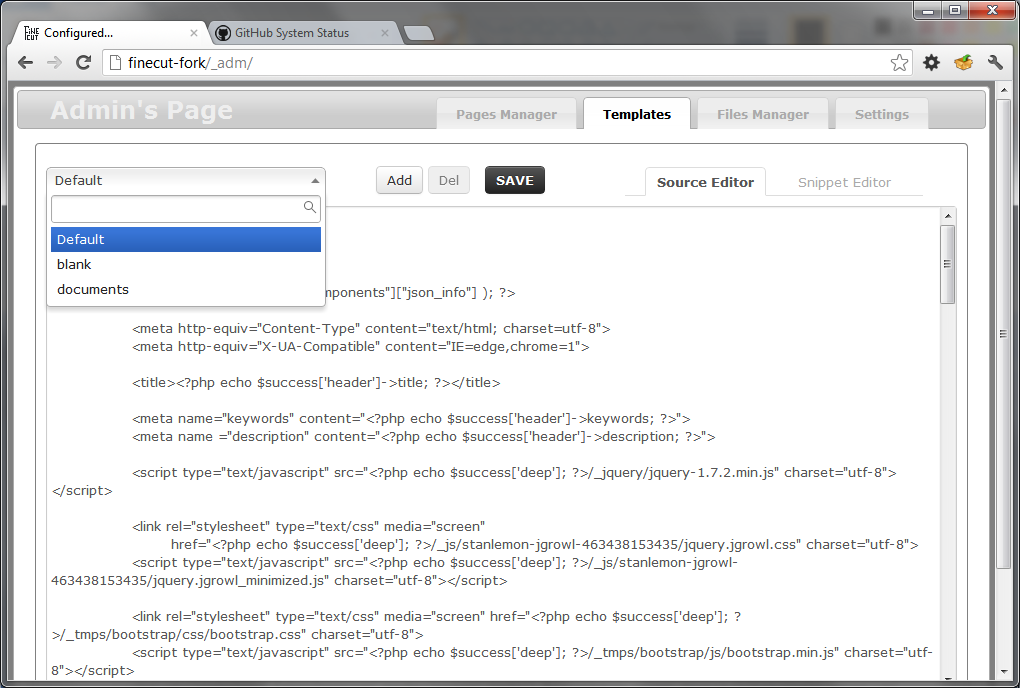 Configured...
GitHub System Status
finecut-fork/_adm/
Admin's Page
Pages Manager
Templates
Files Manager
Settings
Default
Add
Del
SAVE
Source Editor
Snippet Editor
Default
blank
documents
mponents"]["json_info"] ); ?>
<meta http-equiv="Content-Type" content="text/html; charset=utf-8">
<meta http-equiv="X-UA-Compatible" content="IE=edge,chrome=1">
<title><?php echo $success['header']->title; ?></title>
<meta name="keywords" content="<?php echo $success['header']->keywords; ?>">
<meta name ="description" content="<?php echo $success['header']->description; ?>">
<script type="text/javascript" src="<?php echo $success['deep']; ?>/_jquery/jquery-1.7.2.min.js" charset="utf-8">
</script>
<link rel="stylesheet" type="text/css" media="screen"
href="<?php echo $success['deep']; ?>/_js/stanlemon-jgrowl-463438153435/jquery.jgrowl.css" charset="utf-8">
<script type="text/javascript" src="<?php echo $success['deep']; ?>/_js/stanlemon-jgrowl-
463438153435/jquery.jgrowl_minimized.js" charset="utf-8"></script>
<link rel="stylesheet" type="text/css" media="screen" href="<?php echo $success['deep']; ?
>/_tmps/bootstrap/css/bootstrap.css" charset="utf-8">
<script type="text/javascript" src="<?php echo $success['deep']; ?>/_tmps/bootstrap/js/bootstrap.min.js" charset="utf-
8"></script>